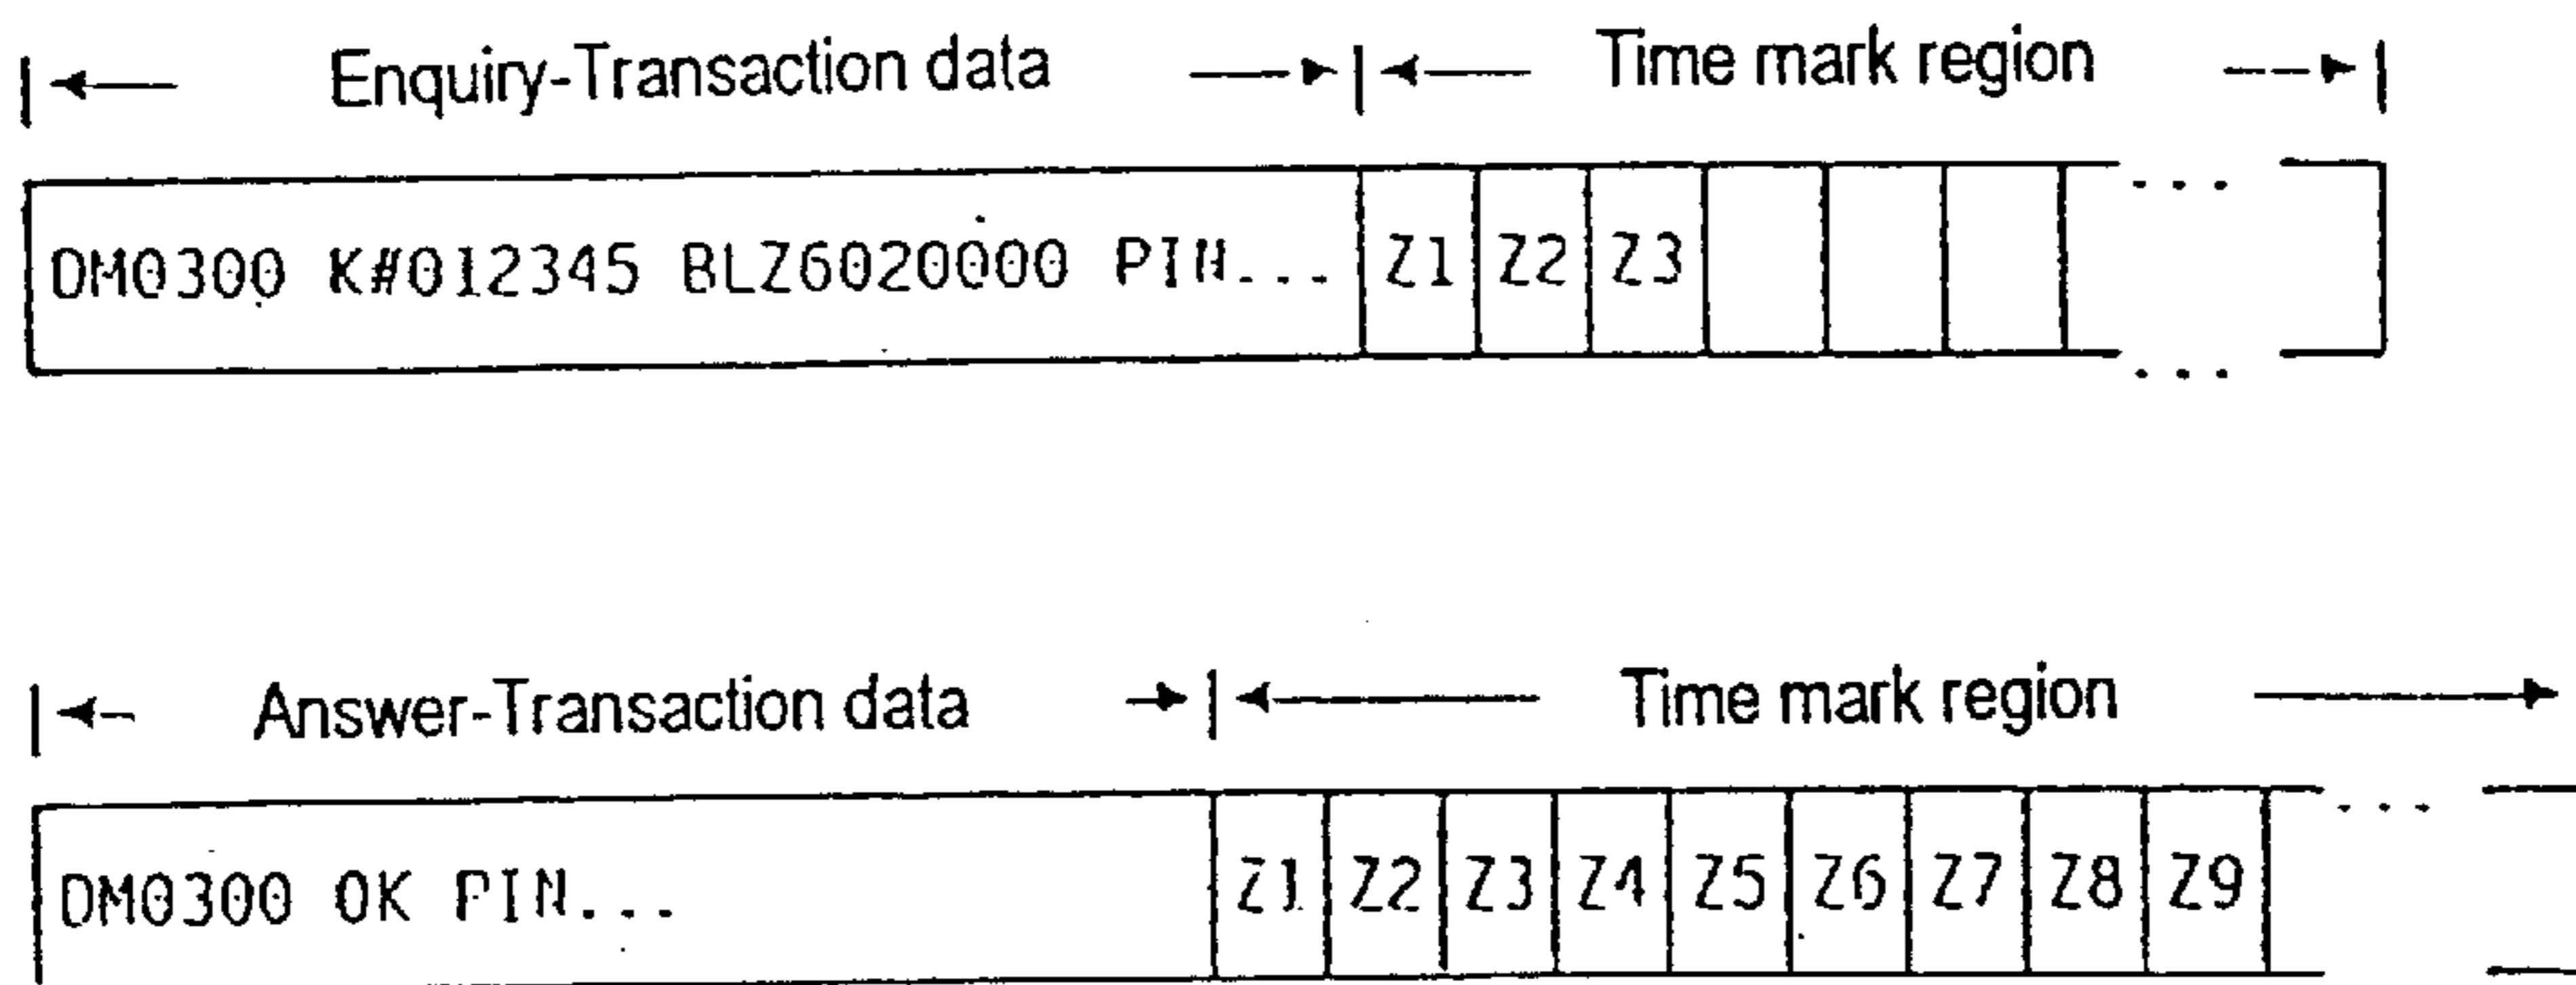 Enquiry-Transaction data Time mark region
DM0300 K#012345 BLZ6020000 PIN... Z1 Z2 Z3 ...
...
Answer-Transaction data Time mark region
DM0300 OK PIN... Z1 Z2 Z3 Z4 Z5 Z6 Z7 Z8 Z9 ...